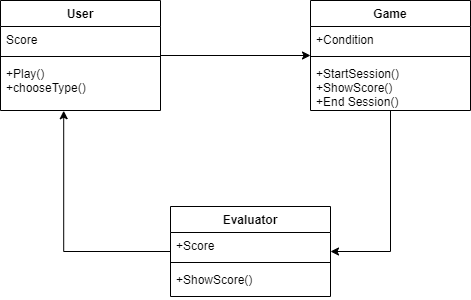 User
Score
+Play()
+chooseType()
Game
+Condition
+StartSession()
+ShowScore()
+End Session()
Evaluator
+Score
+ShowScore()